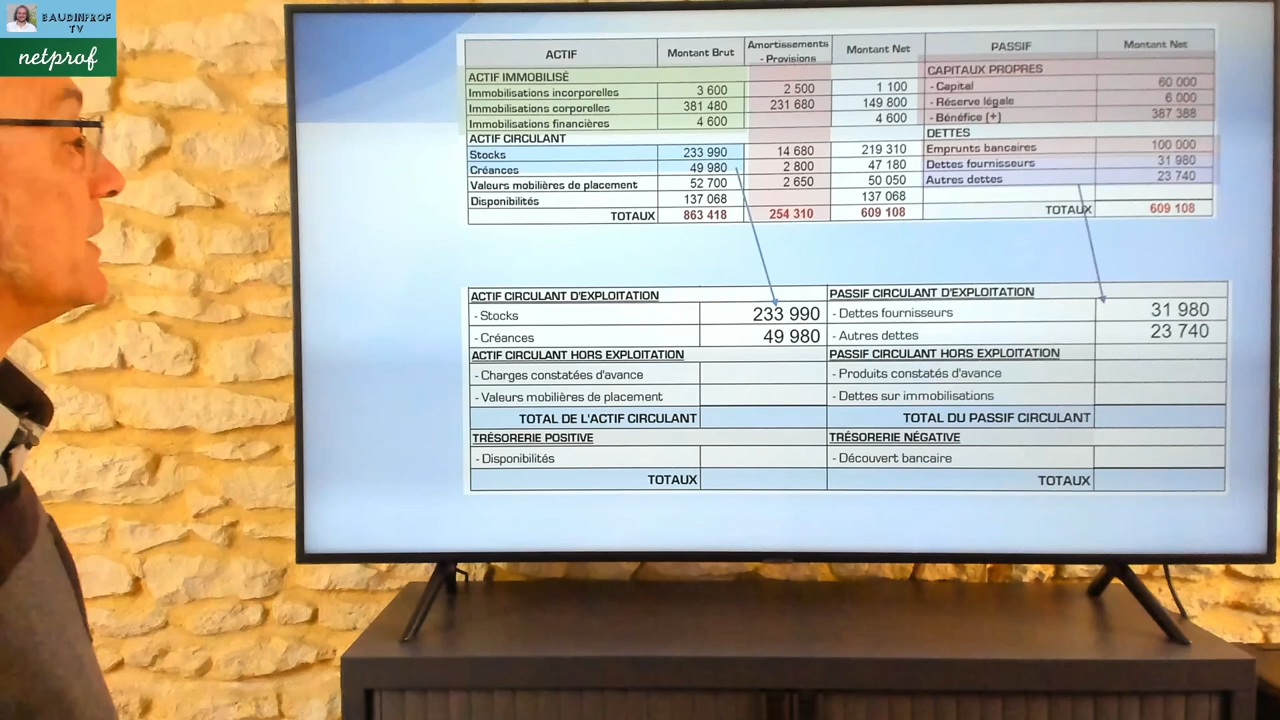 BAUDINPROF
TV
netprof
ACTIF Montant Brut Amortissements - Provisions Montant Net PASSIF Montant Net
ACTIF IMMOBILISÉ CAPITAUX PROPRES
Immobilisations incorporelles 3 600 2 500 1 100 - Capital 60 000
Immobilisations corporelles 381 480 231 680 149 800 - Réserve légale 6 000
Immobilisations financières 4 600 4 600 - Bénéfice (+) 387 388
ACTIF CIRCULANT DETTES
Stocks 233 990 14 680 219 310 Emprunts bancaires 100 000
Créances 49 980 2 800 47 180 Dettes fournisseurs 31 980
Valeurs mobilières de placement 52 700 2 650 50 050 Autres dettes 23 740
Disponibilités 137 068 137 068
TOTAUX 863 418 254 310 609 108 TOTAUX 609 108
ACTIF CIRCULANT D'EXPLOITATION PASSIF CIRCULANT D'EXPLOITATION
- Stocks 233 990 - Dettes fournisseurs 31 980
- Créances 49 980 - Autres dettes 23 740
ACTIF CIRCULANT HORS EXPLOITATION PASSIF CIRCULANT HORS EXPLOITATION
- Charges constatées d'avance - Produits constatés d'avance
- Valeurs mobilières de placement - Dettes sur immobilisations
TOTAL DE L'ACTIF CIRCULANT TOTAL DU PASSIF CIRCULANT
TRÉSORERIE POSITIVE TRÉSORERIE NÉGATIVE
- Disponibilités - Découvert bancaire
TOTAUX TOTAUX